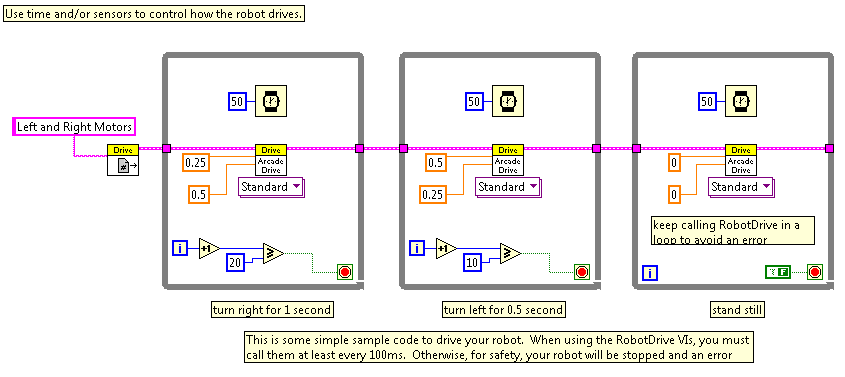 Use time and/or sensors to control how the robot drives.
50
50
50
Left and Right Motors
Drive
#
Drive
Arcade
Drive
0.25
0.5
Standard
Drive
Arcade
Drive
0.5
0.25
Standard
Drive
Arcade
Drive
0
0
Standard
keep calling RobotDrive in a
loop to avoid an error
i
+1
≥
20
i
+1
≥
10
i
F
turn right for 1 second
turn left for 0.5 second
stand still
This is some simple sample code to drive your robot. When using the RobotDrive VIs, you must
call them at least every 100ms. Otherwise, for safety, your robot will be stopped and an error